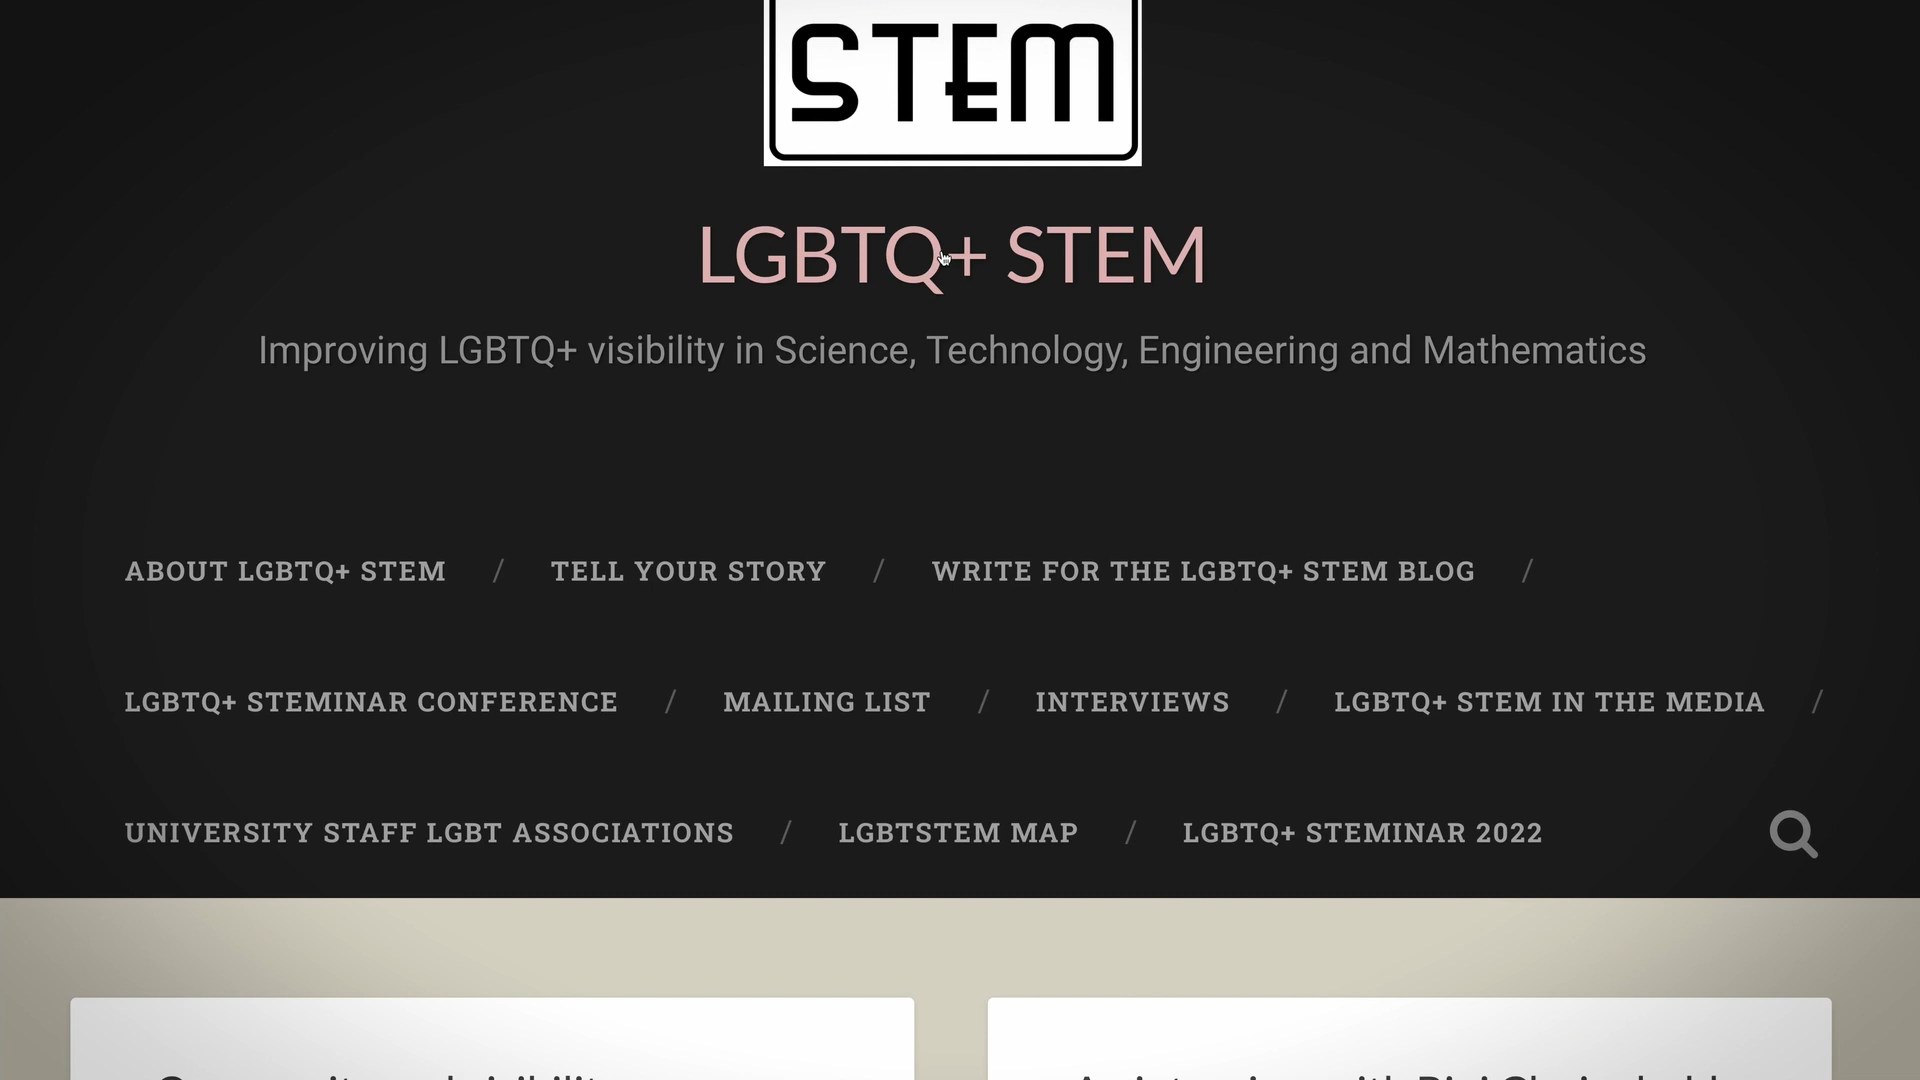 STEM
LGBTQ+ STEM
Improving LGBTQ+ visibility in Science, Technology, Engineering and Mathematics
ABOUT LGBTQ+ STEM / TELL YOUR STORY / WRITE FOR THE LGBTQ+ STEM BLOG /
LGBTQ+ STEMINAR CONFERENCE / MAILING LIST / INTERVIEWS / LGBTQ+ STEM IN THE MEDIA /
UNIVERSITY STAFF LGBT ASSOCIATIONS / LGBTSTEM MAP / LGBTQ+ STEMINAR 2022